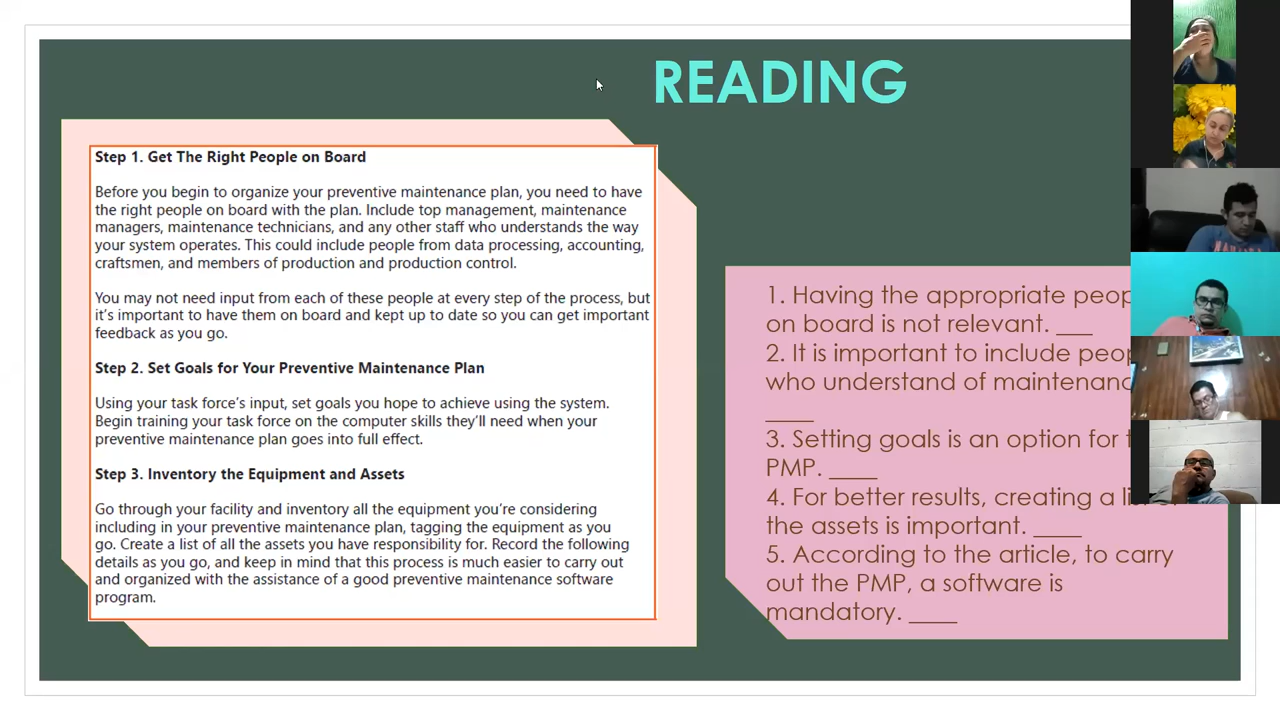 READING
Step 1. Get The Right People on Board
Before you begin to organize your preventive maintenance plan, you need to have
the right people on board with the plan. Include top management, maintenance
managers, maintenance technicians, and any other staff who understands the way
your system operates. This could include people from data processing, accounting,
craftsmen, and members of production and production control.
You may not need input from each of these people at every step of the process, but
it's important to have them on board and kept up to date so you can get important
feedback as you go.
Step 2. Set Goals for Your Preventive Maintenance Plan
Using your task force's input, set goals you hope to achieve using the system.
Begin training your task force on the computer skills they'll need when your
preventive maintenance plan goes into full effect.
Step 3. Inventory the Equipment and Assets
Go through your facility and inventory all the equipment you're considering
including in your preventive maintenance plan, tagging the equipment as you
go. Create a list of all the assets you have responsibility for. Record the following
details as you go, and keep in mind that this process is much easier to carry out
and organized with the assistance of a good preventive maintenance software
program.
1. Having the appropriate
on board is not relevant. ___
2. It is important to include
who understand of
____
3. Setting goals is an option for
PMP. ____
4. For better results, creating a
the assets is important. ____
5. According to the article, to carry
out the PMP, a software is
mandatory. ____